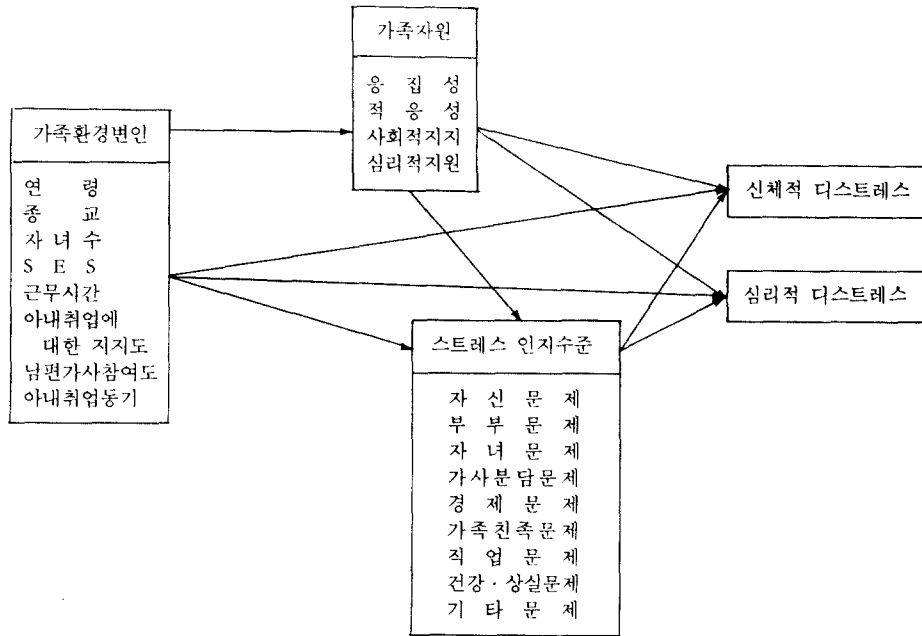 가족자원
응 집 성
적 응 성
사회적지지
심리적지원
가족환경변인
연 령
종 교
자 녀 수
S E S
근무시간
아내취업에
대한 지지도
남편가사참여도
아내취업동기
신체적 디스트레스
심리적 디스트레스
스트레스 인지수준
자 신 문 제
부 부 문 제
자 녀 문 제
가사분담문제
경 제 문 제
가족친족문제
직 업 문 제
건강·상실문제
기 타 문 제